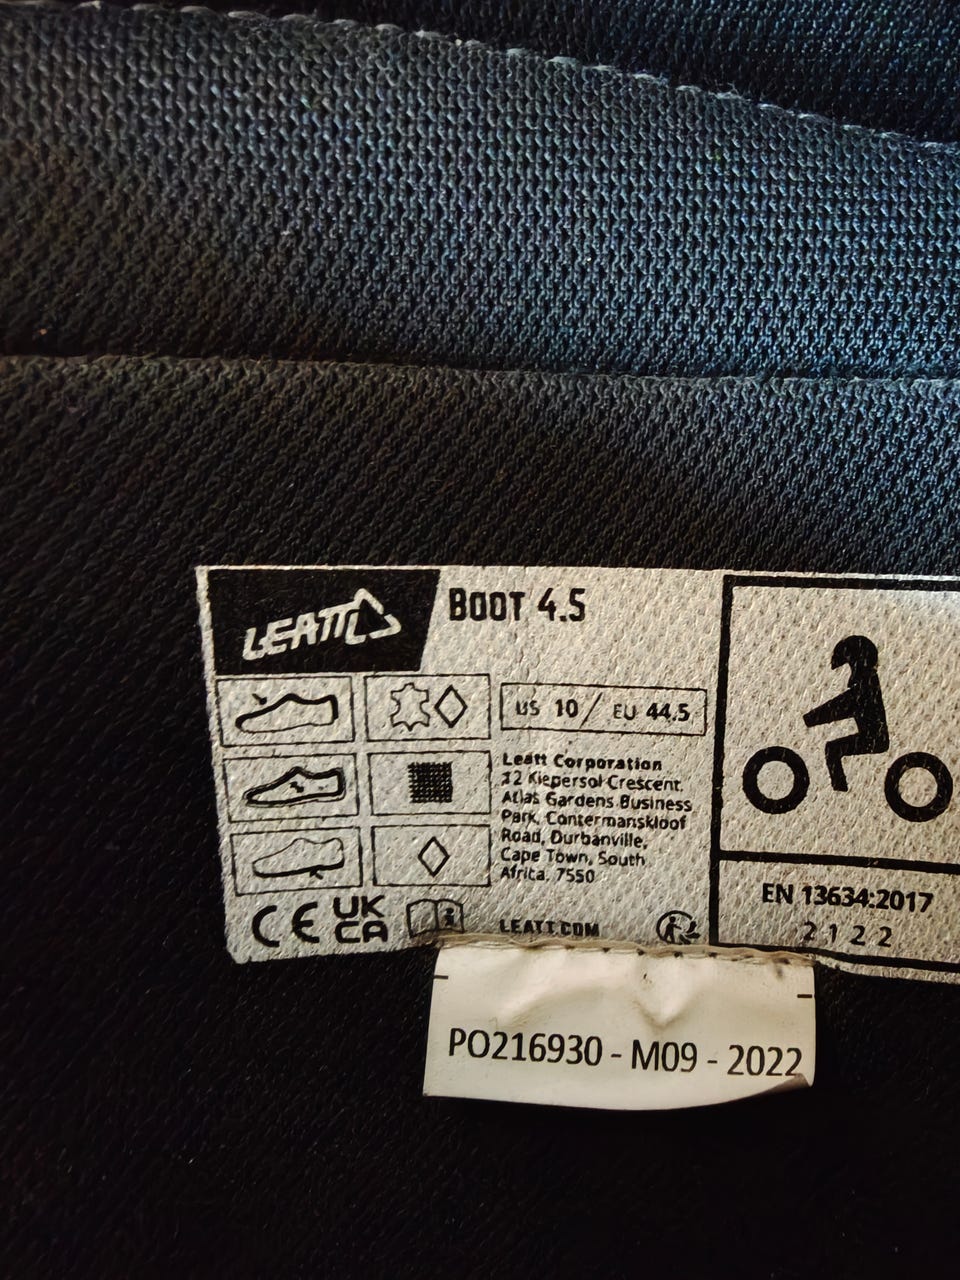 LEATT
BOOT 4.5
US 10 / EU 44.5
Leatt Corporation
12 Kiepersol Crescent,
Atlas Gardens Business
Park, Contermanskloof
Road, Durbanville,
Cape Town, South
Africa, 7550
CE UK
CA
i
LEATT.COM
EN 13634:2017
2 1 2 2
PO216930 - M09 - 2022